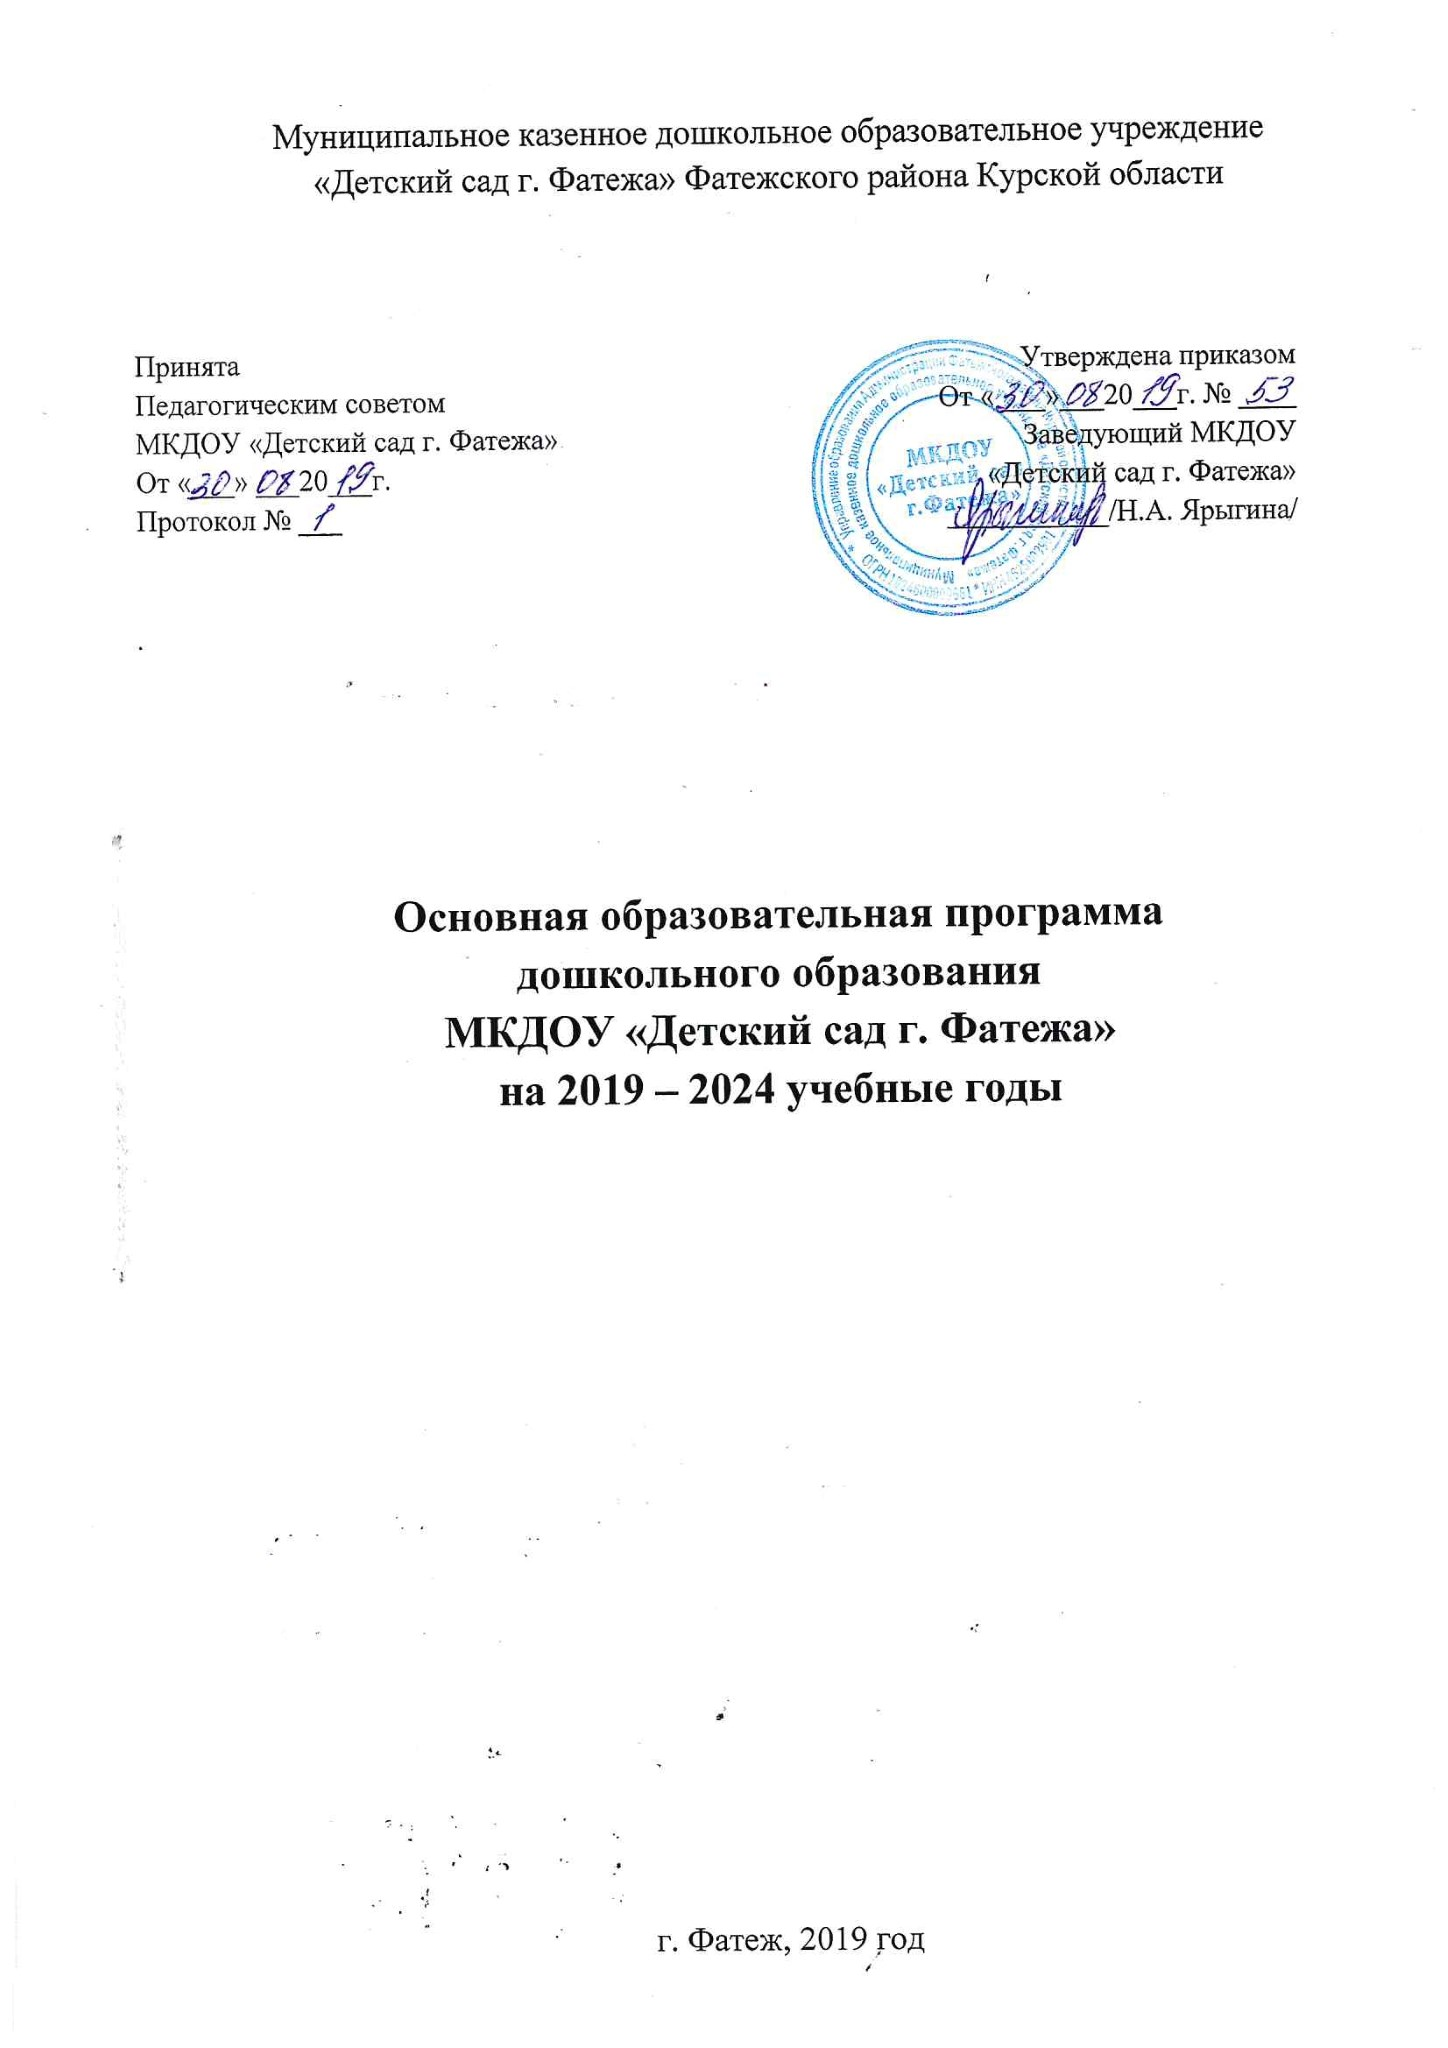 Муниципальное казенное дошкольное образовательное учреждение
«Детский сад г. Фатежа» Фатежского района Курской области
Принята
Педагогическим советом
МКДОУ «Детский сад г. Фатежа»
От «30» 08 2019г.
Протокол № 1
Утверждена приказом
От «30» 08 2019г. № 53
Заведующий МКДОУ
«Детский сад г. Фатежа»
/Н.А. Ярыгина/
МКДОУ
«Детский
г.Фатежа»
Основная образовательная программа
дошкольного образования
МКДОУ «Детский сад г. Фатежа»
на 2019 – 2024 учебные годы
г. Фатеж, 2019 год